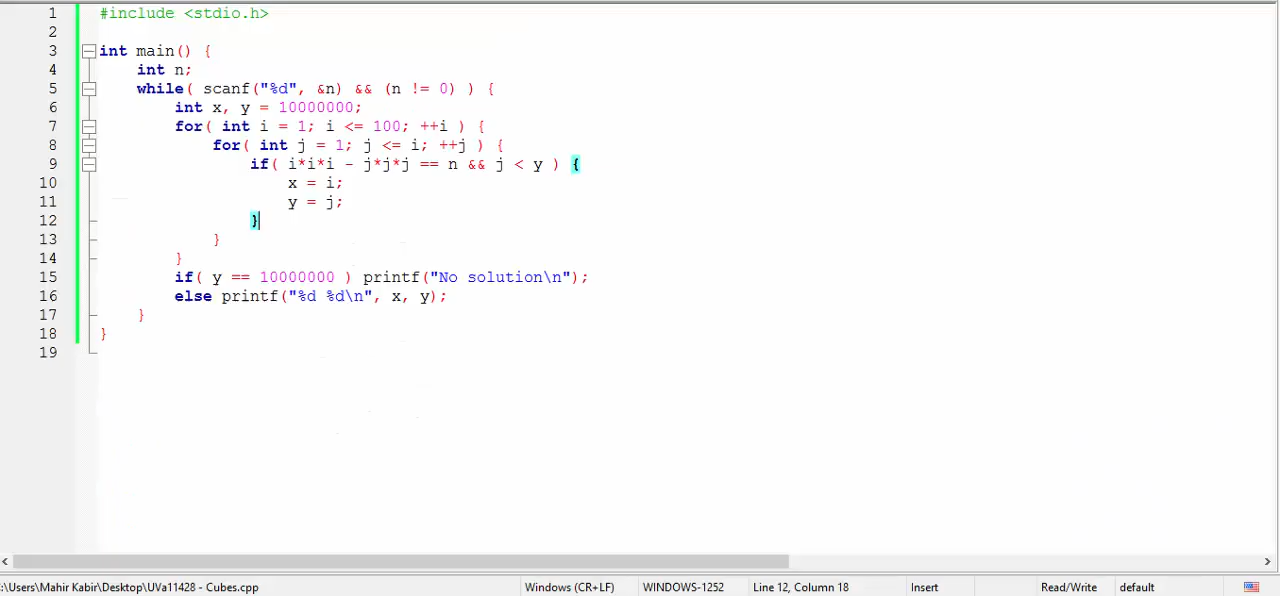 1 #include <stdio.h>
2
3 int main() {
4 int n;
5 while( scanf("%d", &n) && (n != 0) ) {
6 int x, y = 10000000;
7 for( int i = 1; i <= 100; ++i ) {
8 for( int j = 1; j <= i; ++j ) {
9 if( i*i*i - j*j*j == n && j < y ) {
10 x = i;
11 y = j;
12 }
13 }
14 }
15 if( y == 10000000 ) printf("No solution\n");
16 else printf("%d %d\n", x, y);
17 }
18 }
19
:\Users\Mahir Kabir\Desktop\UVa11428 - Cubes.cpp Windows (CR+LF) WINDOWS-1252 Line 12, Column 18 Insert Read/Write default